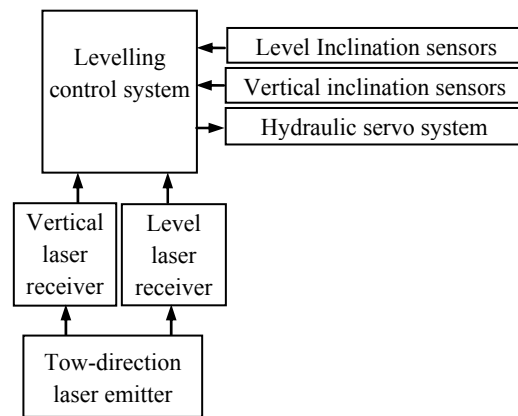 Levelling
control system
Level Inclination sensors
Vertical inclination sensors
Hydraulic servo system
Vertical
laser
receiver
Level
laser
receiver
Tow-direction
laser emitter